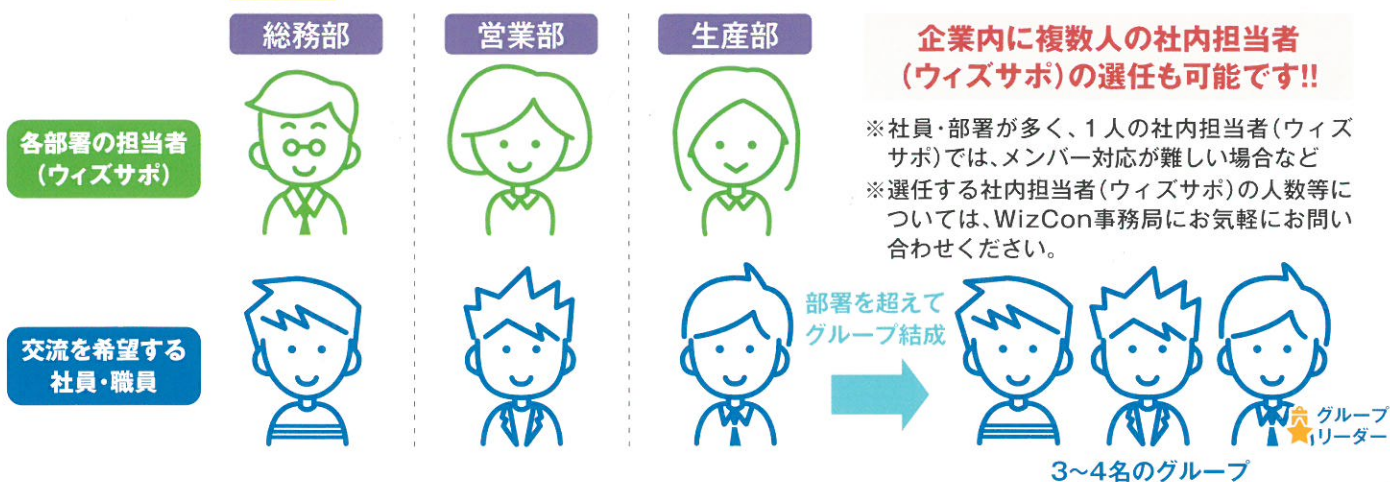 総務部
営業部
生産部
企業内に複数人の社内担当者
(ウィズサポ)の選任も可能です!!
各部署の担当者
(ウィズサポ)
※社員・部署が多く、1人の社内担当者(ウィズ
サポ)では、メンバー対応が難しい場合など
※選任する社内担当者(ウィズサポ)の人数等に
ついては、WizCon事務局にお気軽にお問い
合わせください。
交流を希望する
社員・職員
部署を超えて
グループ結成
グループ
リーダー
3~4名のグループ